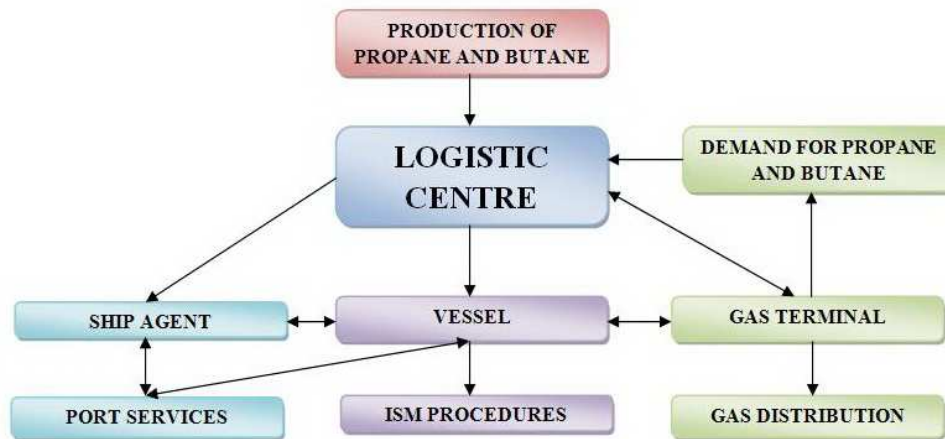 PRODUCTION OF
PROPANE AND BUTANE
LOGISTIC
CENTRE
DEMAND FOR PROPANE
AND BUTANE
SHIP AGENT
VESSEL
GAS TERMINAL
PORT SERVICES
ISM PROCEDURES
GAS DISTRIBUTION